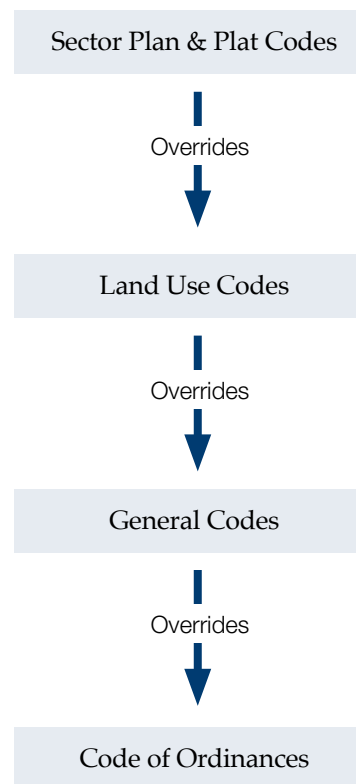 Sector Plan & Plat Codes
Overrides
Land Use Codes
Overrides
General Codes
Overrides
Code of Ordinances